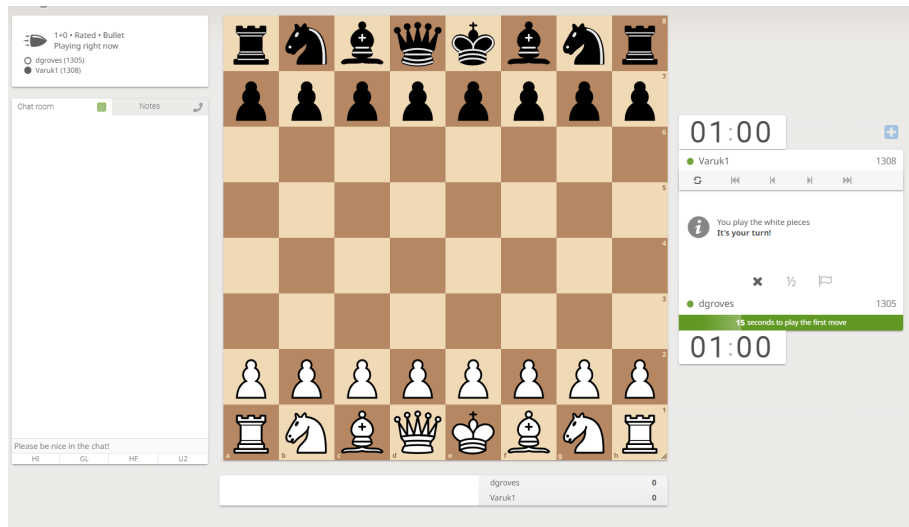 1+0 • Rated • Bullet
Playing right now
dgroves (1305)
Varuk1 (1308)
Chat room
Notes
Please be nice in the chat!
HI
GL
HF
U2
8
7
6
5
4
3
2
1
a
b
c
d
e
f
g
h
dgroves 0
Varuk1 0
01:00
Varuk1 1308
You play the white pieces
It's your turn!
½
dgroves 1305
15 seconds to play the first move
01:00